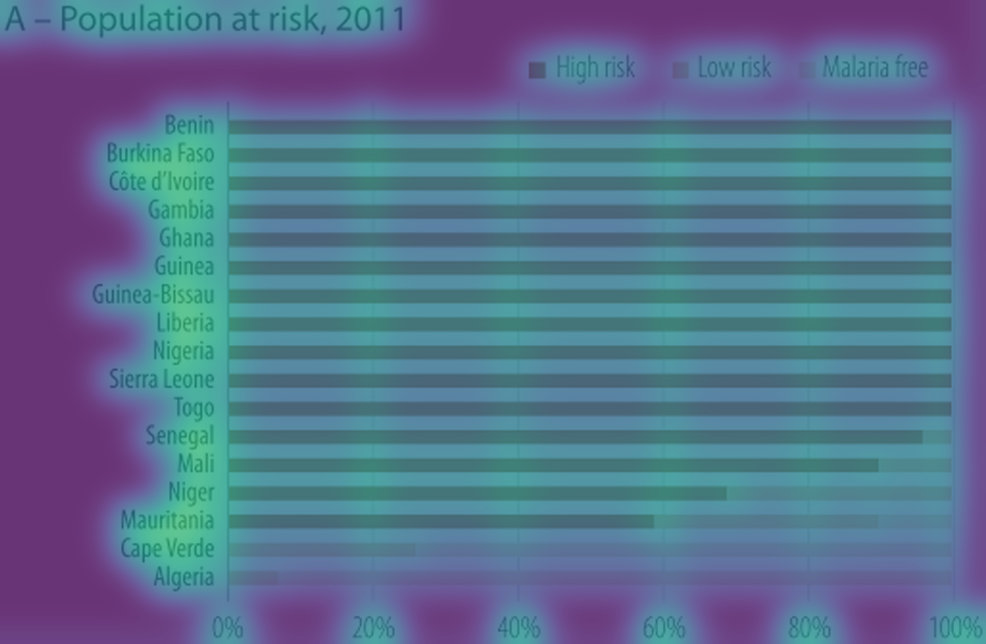 A – Population at risk, 2011
High risk Low risk Malaria free
Benin
Burkina Faso
Côte d'Ivoire
Gambia
Ghana
Guinea
Guinea-Bissau
Liberia
Nigeria
Sierra Leone
Togo
Senegal
Mali
Niger
Mauritania
Cape Verde
Algeria
0% 20% 40% 60% 80% 100%